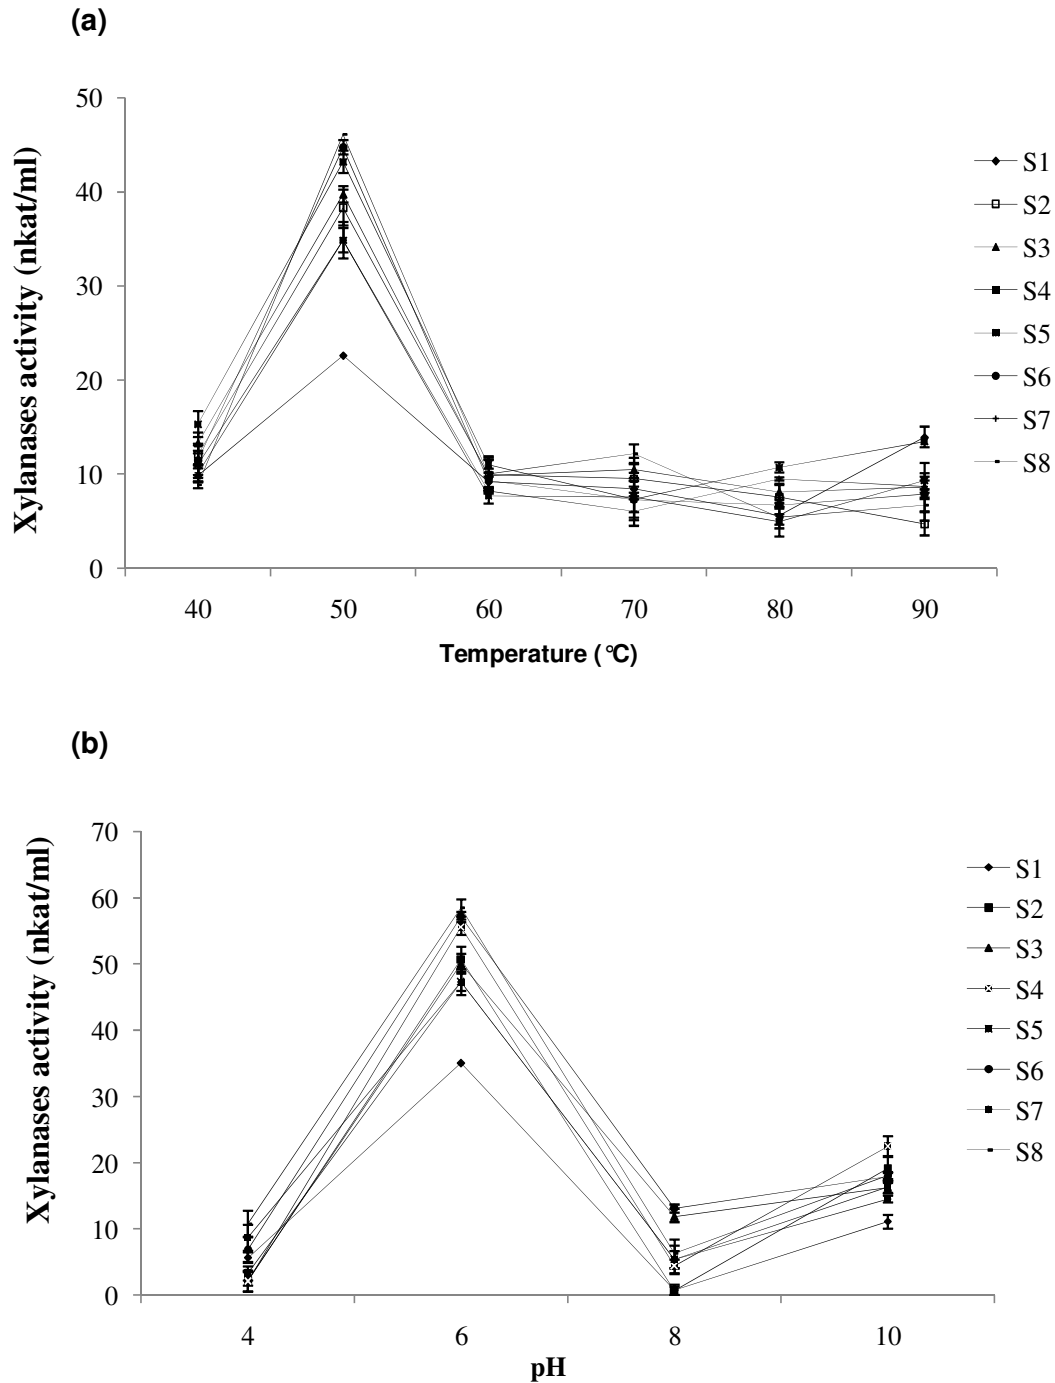 (a)
Xylanases activity (nkat/ml)
50
40
30
20
10
0
40 50 60 70 80 90
Temperature (°C)
S1
S2
S3
S4
S5
S6
S7
S8
(b)
Xylanases activity (nkat/ml)
70
60
50
40
30
20
10
0
4 6 8 10
pH
S1
S2
S3
S4
S5
S6
S7
S8